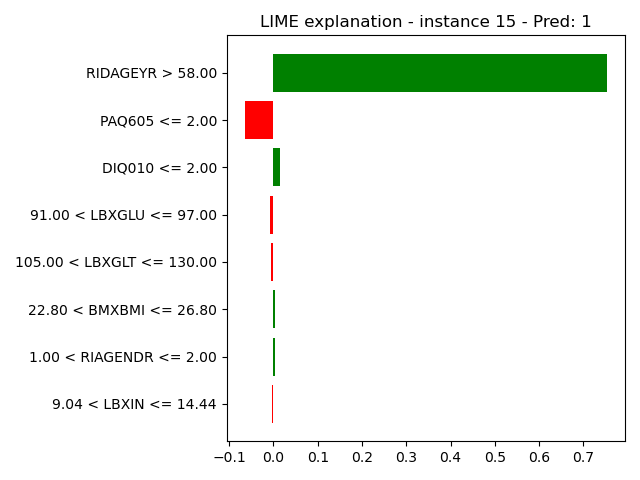 LIME explanation - instance 15 - Pred: 1
RIDAGEYR > 58.00
PAQ605 <= 2.00
DIQ010 <= 2.00
91.00 < LBXGLU <= 97.00
105.00 < LBXGLT <= 130.00
22.80 < BMXBMI <= 26.80
1.00 < RIAGENDR <= 2.00
9.04 < LBXIN <= 14.44
−0.1 0.0 0.1 0.2 0.3 0.4 0.5 0.6 0.7